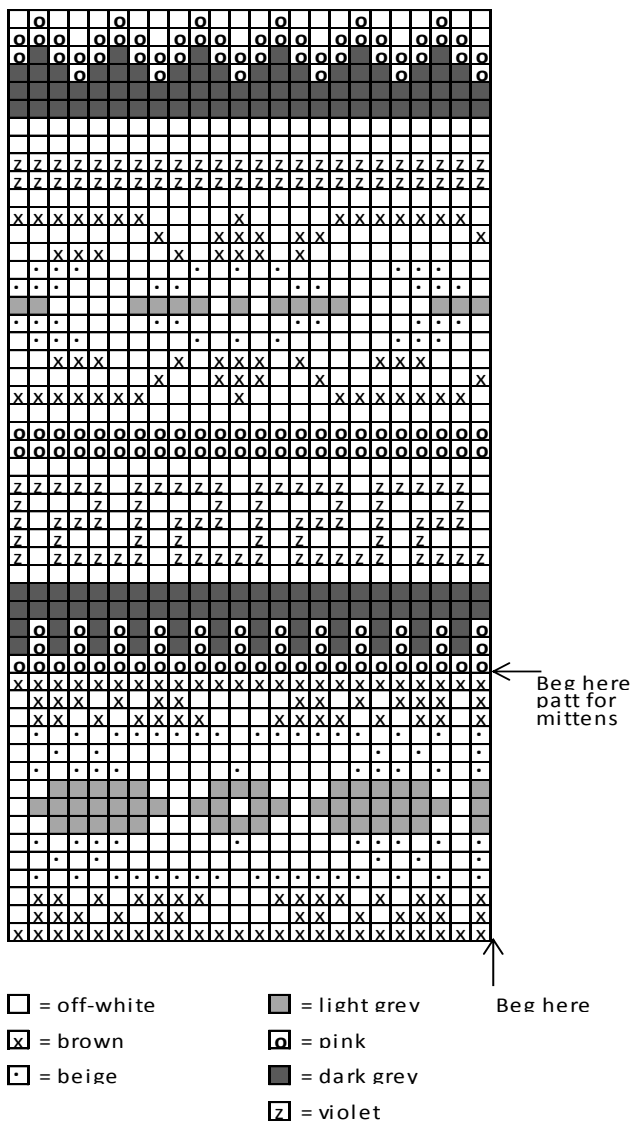 Beg here
patt for
mittens
Beg here
= off-white
x = brown
· = beige
= light grey
o = pink
= dark grey
z = violet